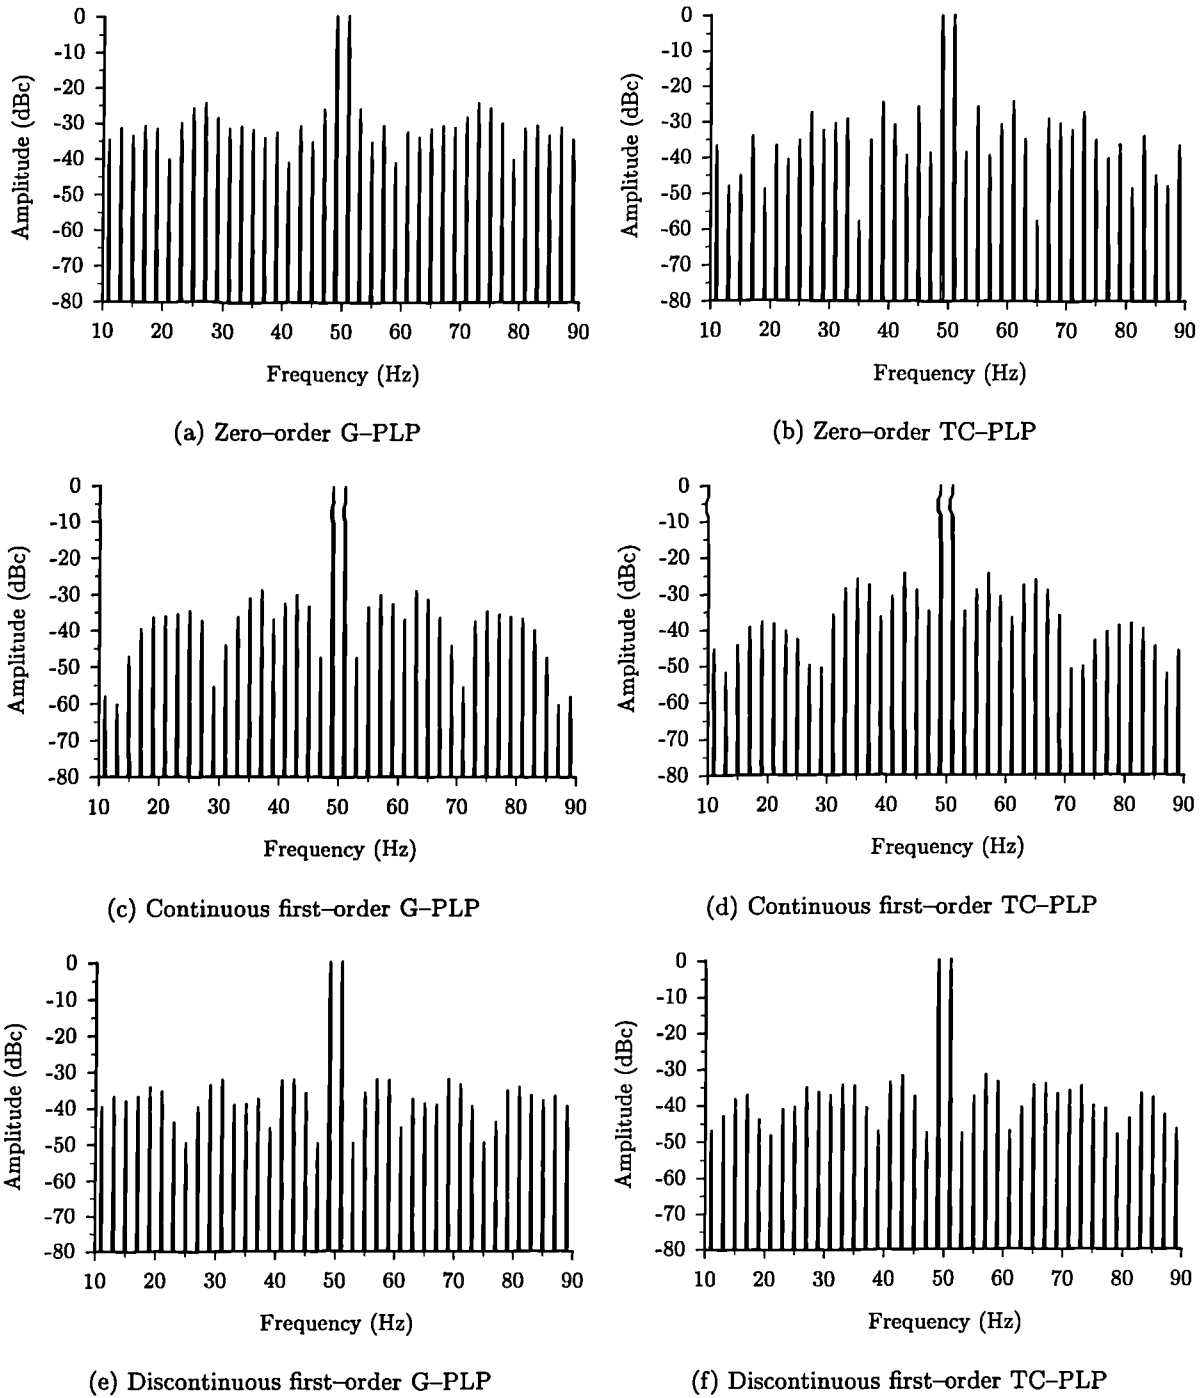 0
-10
-20
-30
-40
-50
-60
-70
-80
Amplitude (dBc)
10 20 30 40 50 60 70 80 90
Frequency (Hz)
(a) Zero–order G–PLP
0
-10
-20
-30
-40
-50
-60
-70
-80
Amplitude (dBc)
10 20 30 40 50 60 70 80 90
Frequency (Hz)
(b) Zero–order TC–PLP
0
-10
-20
-30
-40
-50
-60
-70
-80
Amplitude (dBc)
10 20 30 40 50 60 70 80 90
Frequency (Hz)
(c) Continuous first–order G–PLP
0
-10
-20
-30
-40
-50
-60
-70
-80
Amplitude (dBc)
10 20 30 40 50 60 70 80 90
Frequency (Hz)
(d) Continuous first–order TC–PLP
0
-10
-20
-30
-40
-50
-60
-70
-80
Amplitude (dBc)
10 20 30 40 50 60 70 80 90
Frequency (Hz)
(e) Discontinuous first–order G–PLP
0
-10
-20
-30
-40
-50
-60
-70
-80
Amplitude (dBc)
10 20 30 40 50 60 70 80 90
Frequency (Hz)
(f) Discontinuous first–order TC–PLP